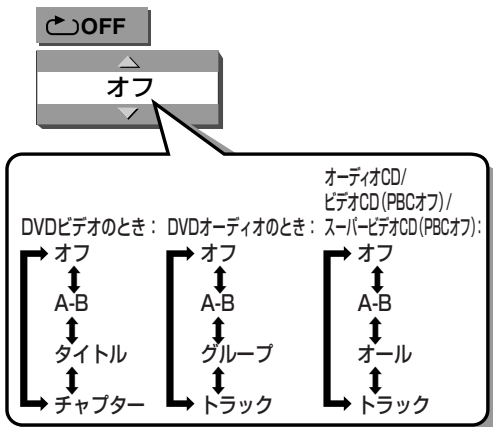 OFF
オフ
DVDビデオのとき：
オフ
A-B
タイトル
チャプター
DVDオーディオのとき：
オフ
A-B
グループ
トラック
オーディオCD/
ビデオCD(PBCオフ)/
スーパービデオCD(PBCオフ)：
オフ
A-B
オール
トラック